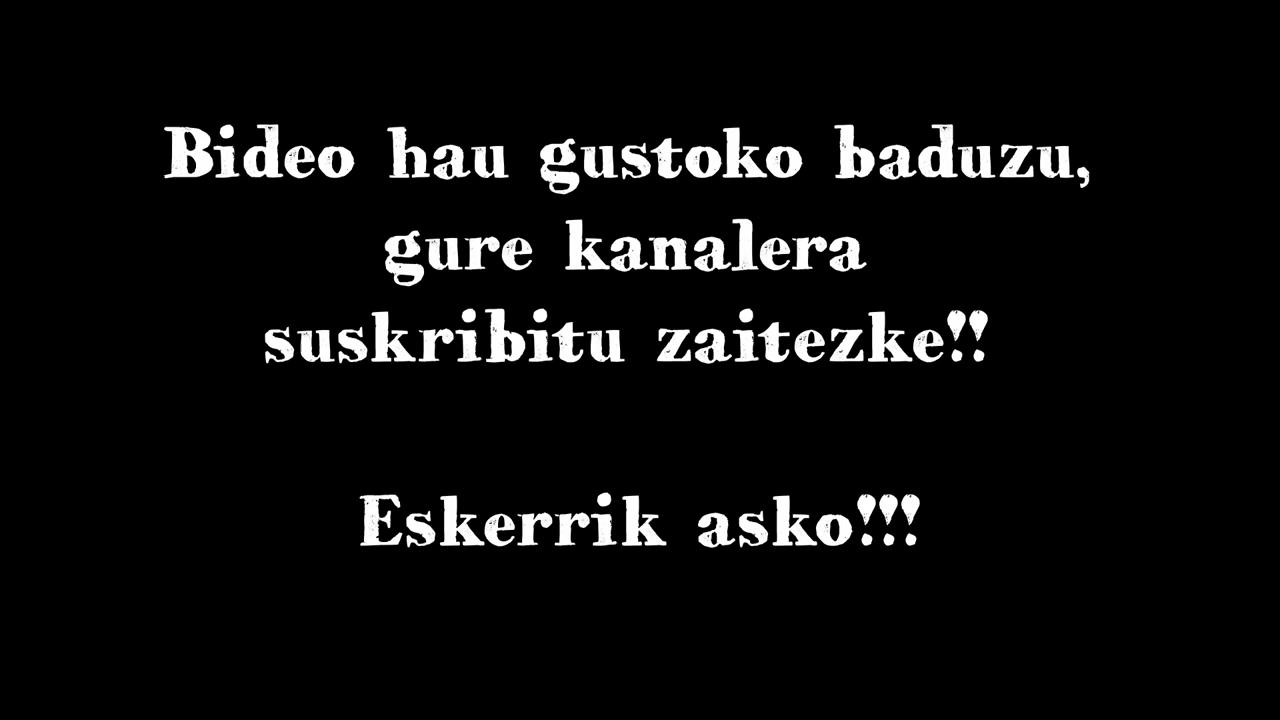 Bideo hau gustoko baduzu,
gure kanalera
suskribitu zaitezke!!
Eskerrik asko!!!